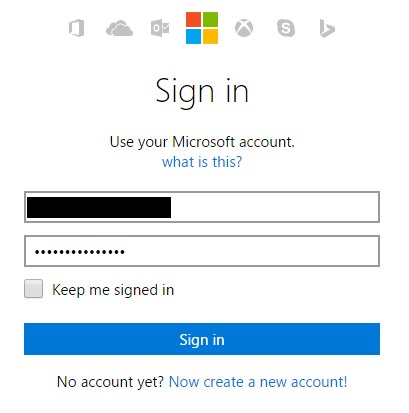 Sign in
Use your Microsoft account.
what is this?
•••••••••••••••
Keep me signed in
Sign in
No account yet? Now create a new account!